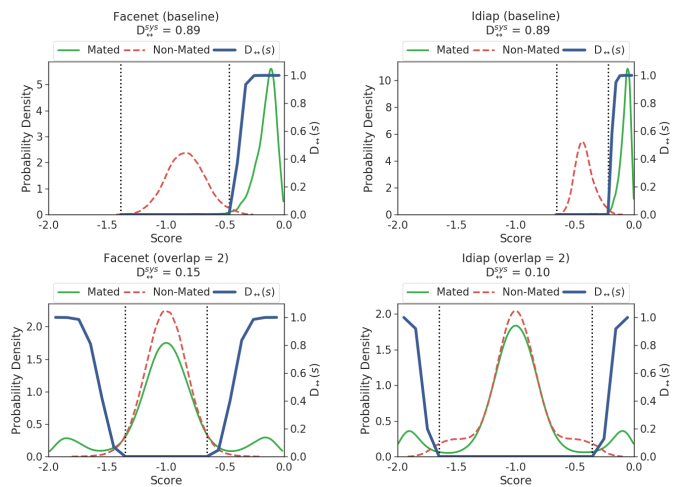 Facenet (baseline)
D↔^sys = 0.89
Mated Non-Mated D↔(s)
Probability Density
5
4
3
2
1
0
1.0
0.8
0.6
0.4
0.2
0.0
D↔(s)
-2.0 -1.5 -1.0 -0.5 0.0
Score
Idiap (baseline)
D↔^sys = 0.89
Mated Non-Mated D↔(s)
Probability Density
10
8
6
4
2
0
1.0
0.8
0.6
0.4
0.2
0.0
D↔(s)
-2.0 -1.5 -1.0 -0.5 0.0
Score
Facenet (overlap = 2)
D↔^sys = 0.15
Mated Non-Mated D↔(s)
Probability Density
2.0
1.5
1.0
0.5
0.0
1.0
0.8
0.6
0.4
0.2
0.0
D↔(s)
-2.0 -1.5 -1.0 -0.5 0.0
Score
Idiap (overlap = 2)
D↔^sys = 0.10
Mated Non-Mated D↔(s)
Probability Density
2.0
1.5
1.0
0.5
0.0
1.0
0.8
0.6
0.4
0.2
0.0
D↔(s)
-2.0 -1.5 -1.0 -0.5 0.0
Score